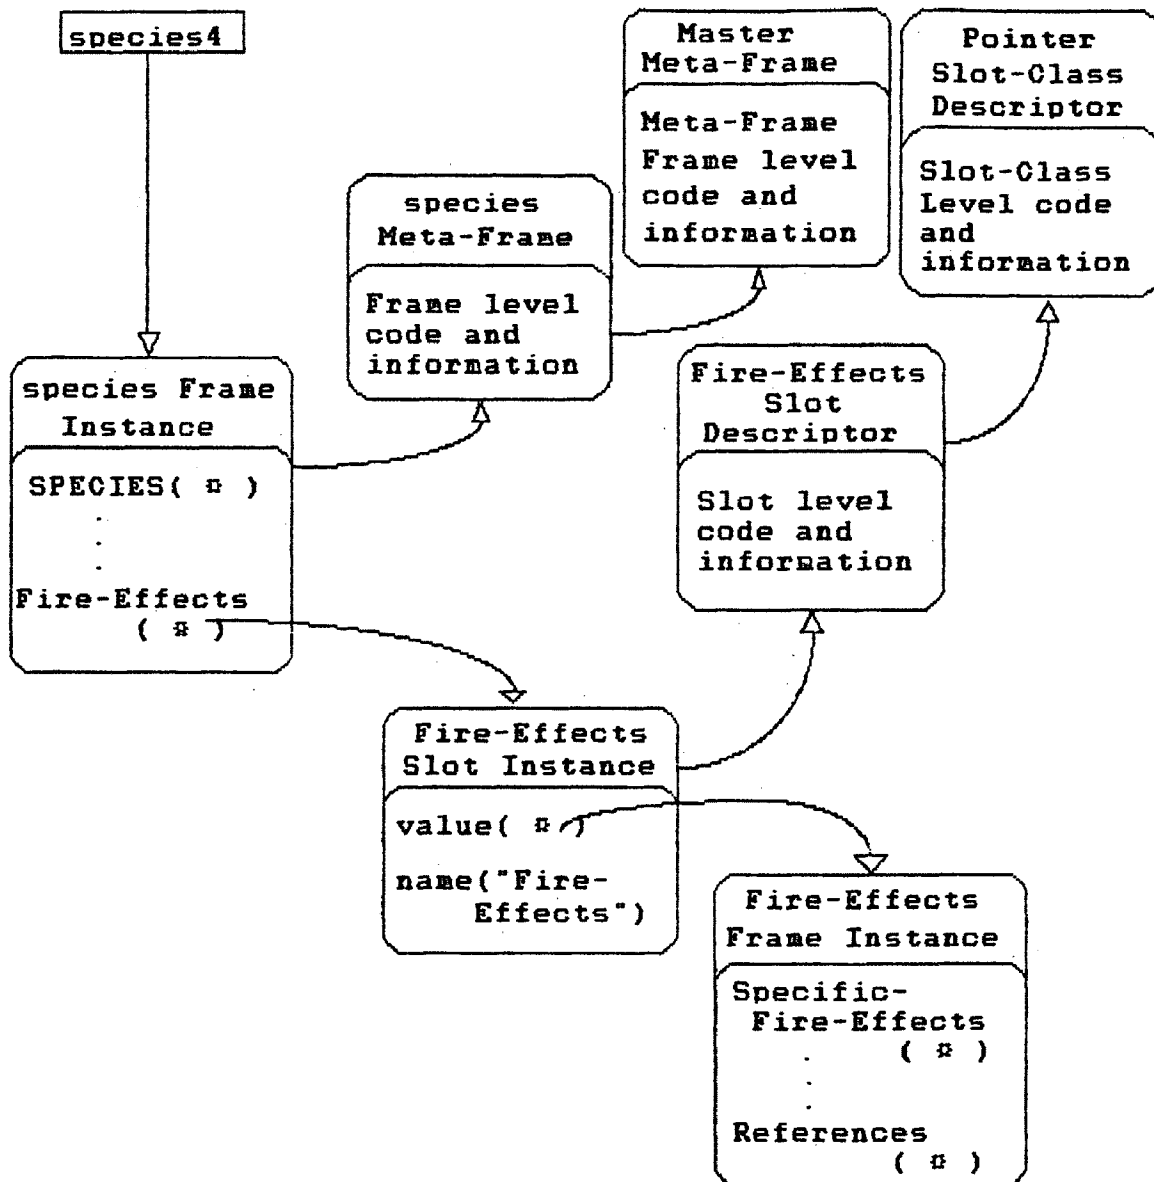 species4
Master
Meta-Frame
Meta-Frame
Frame level
code and
information
Pointer
Slot-Class
Descriptor
Slot-Class
Level code
and
information
species
Meta-Frame
Frame level
code and
information
species Frame
Instance
SPECIES( ¤ )
.
.
.
Fire-Effects
( ¤ )
Fire-Effects
Slot
Descriptor
Slot level
code and
information
Fire-Effects
Slot Instance
value( ¤ )
name("Fire-
Effects")
Fire-Effects
Frame Instance
Specific-
Fire-Effects
. ( ¤ )
.
.
References
( ¤ )